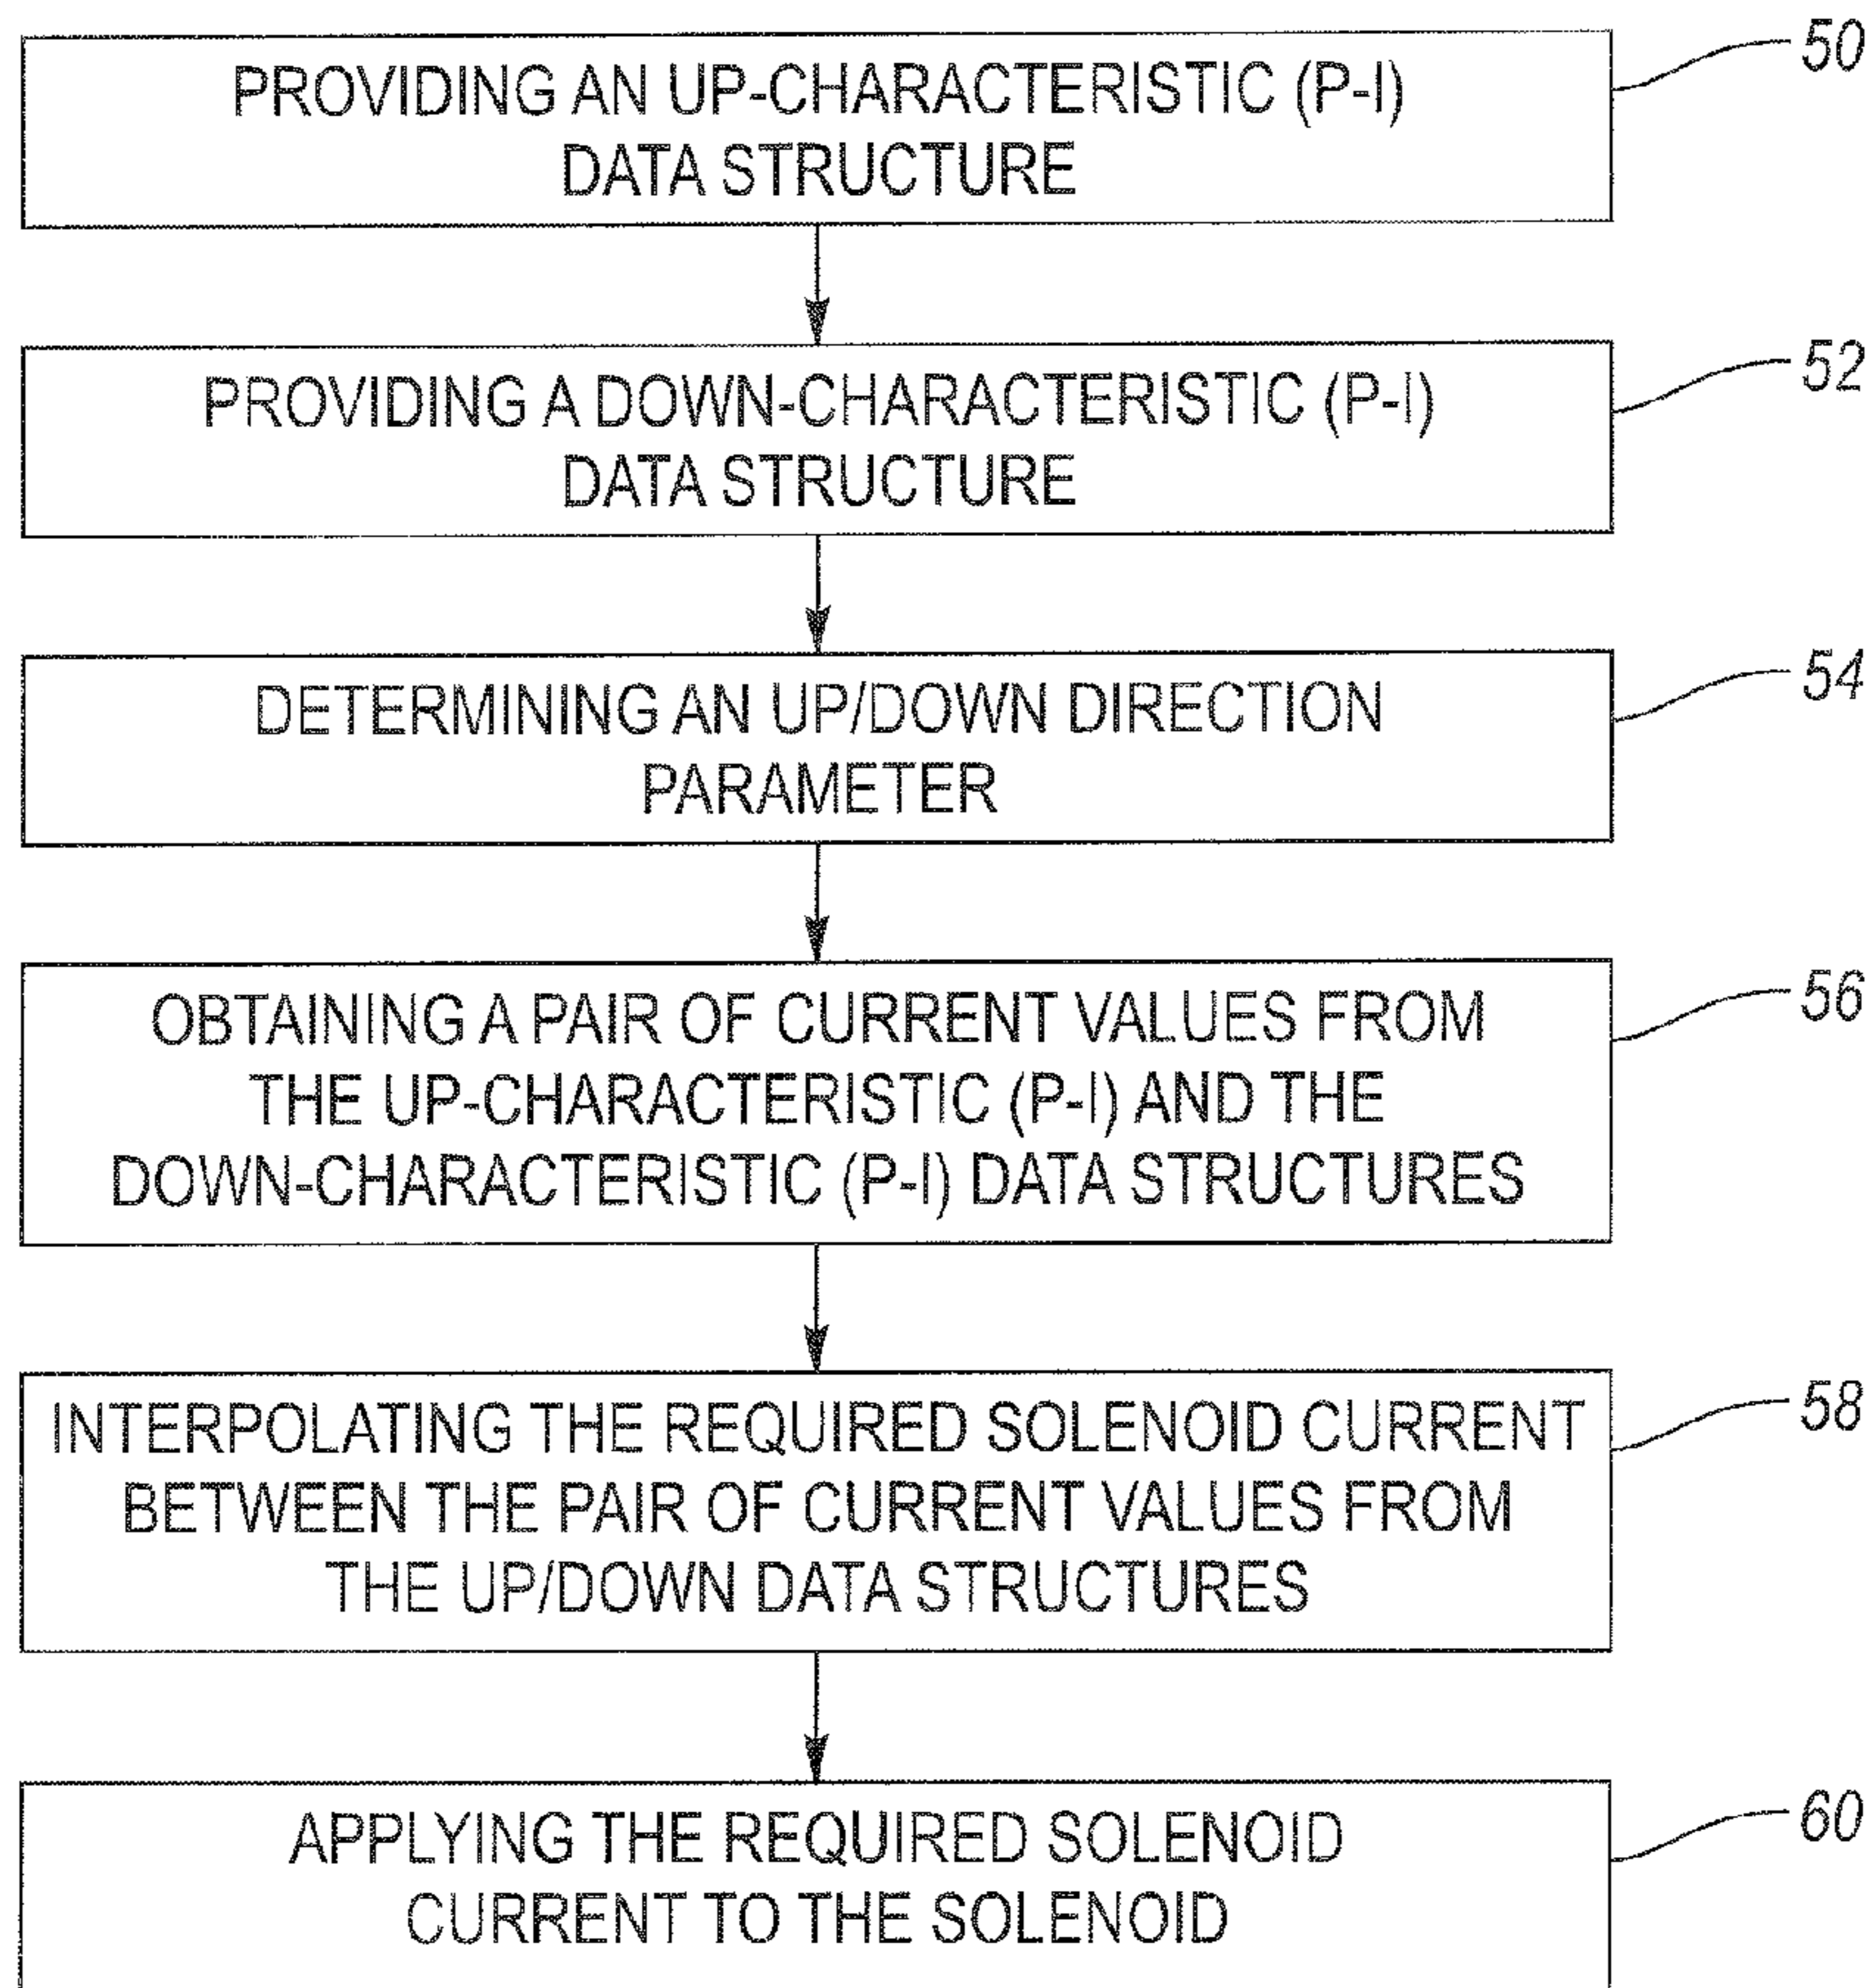 PROVIDING AN UP-CHARACTERISTIC (P-I)
DATA STRUCTURE
50
PROVIDING A DOWN-CHARACTERISTIC (P-I)
DATA STRUCTURE
52
DETERMINING AN UP/DOWN DIRECTION
PARAMETER
54
OBTAINING A PAIR OF CURRENT VALUES FROM
THE UP-CHARACTERISTIC (P-I) AND THE
DOWN-CHARACTERISTIC (P-I) DATA STRUCTURES
56
INTERPOLATING THE REQUIRED SOLENOID CURRENT
BETWEEN THE PAIR OF CURRENT VALUES FROM
THE UP/DOWN DATA STRUCTURES
58
APPLYING THE REQUIRED SOLENOID
CURRENT TO THE SOLENOID
60